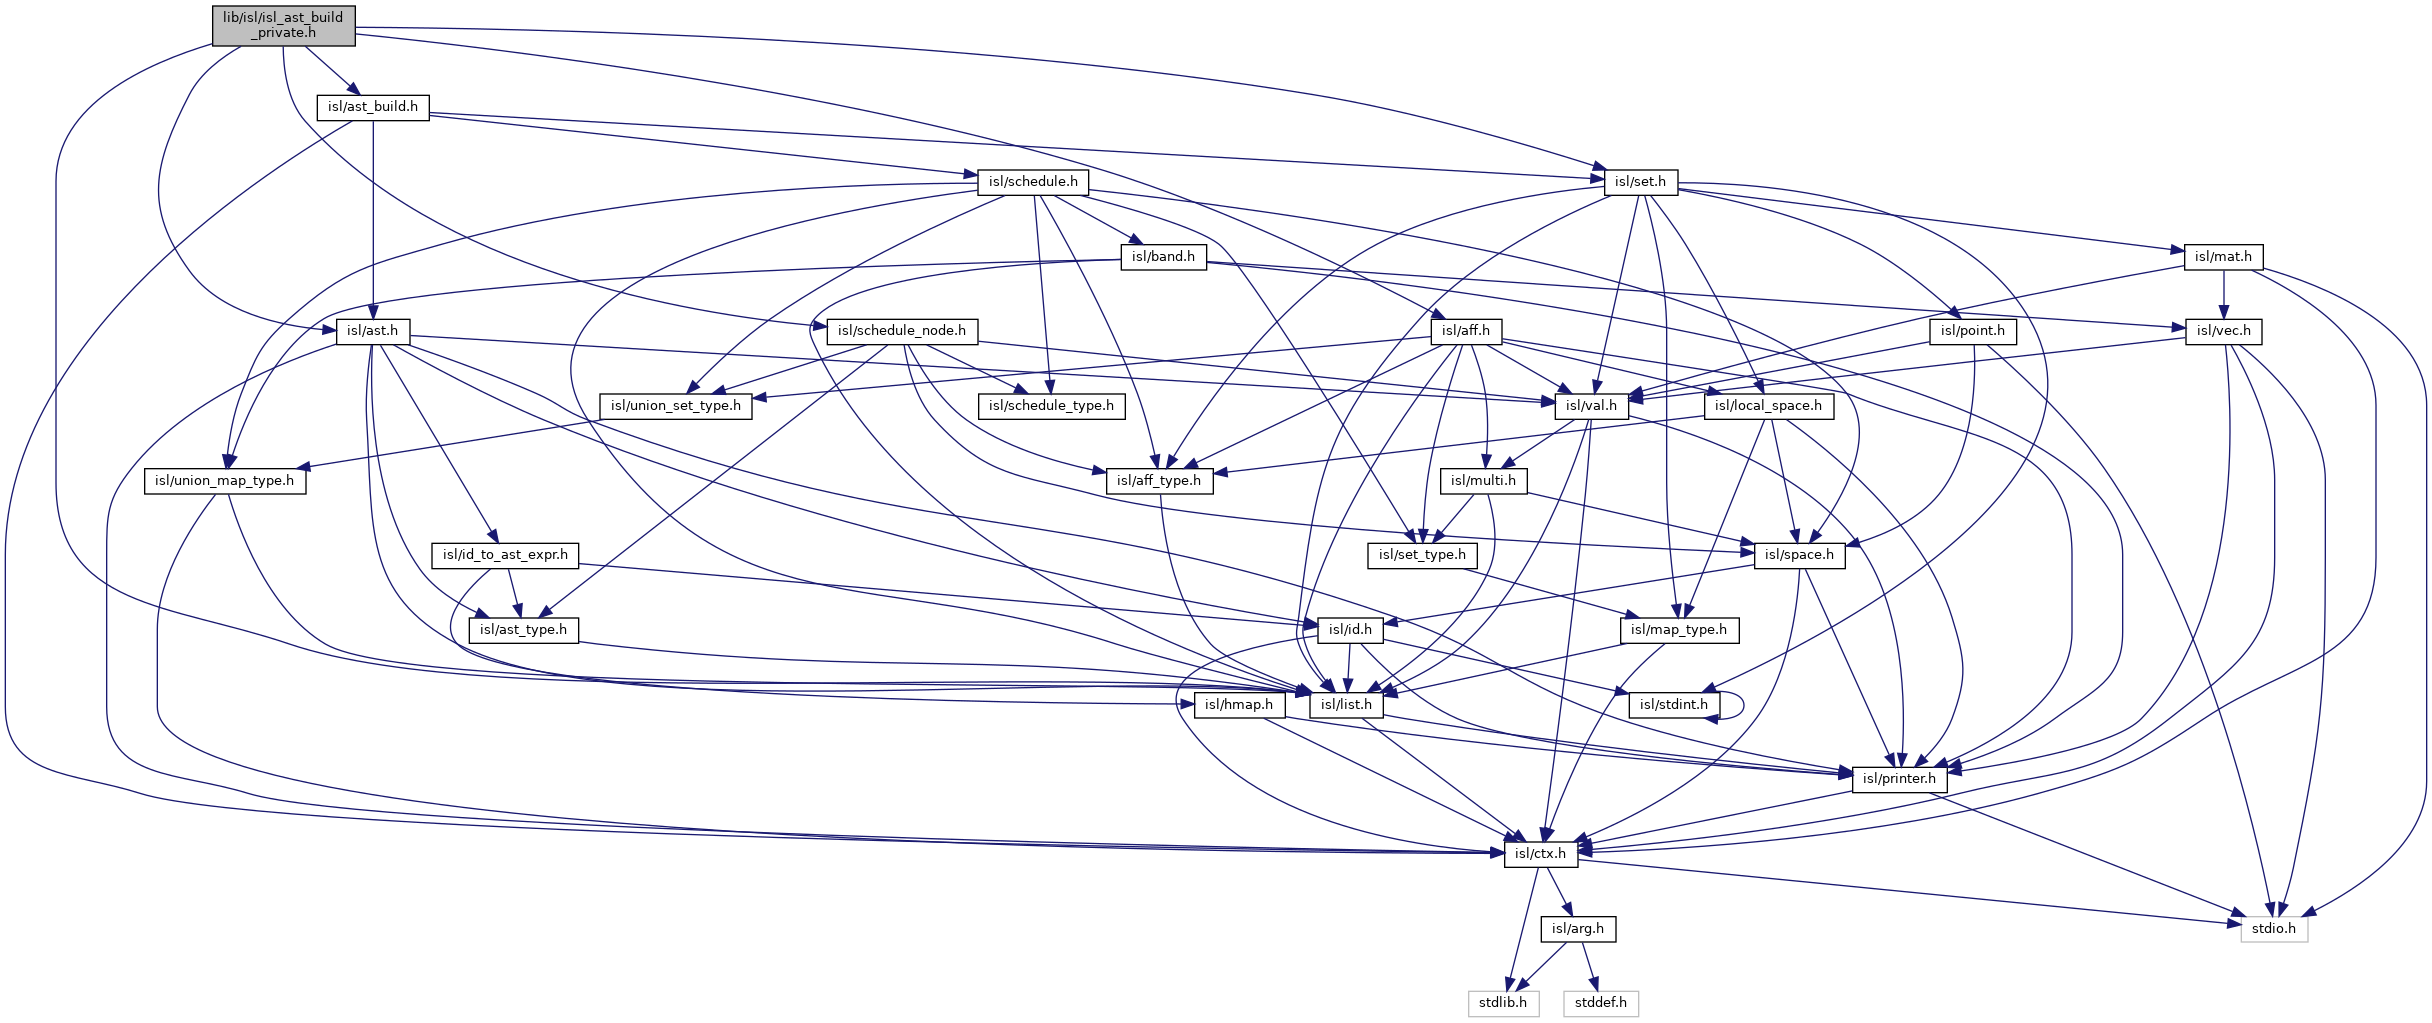 lib/isl/isl_ast_build
_private.h
isl/ast_build.h
isl/schedule.h
isl/set.h
isl/band.h
isl/mat.h
isl/ast.h
isl/schedule_node.h
isl/aff.h
isl/point.h
isl/vec.h
isl/union_set_type.h
isl/schedule_type.h
isl/val.h
isl/local_space.h
isl/union_map_type.h
isl/aff_type.h
isl/multi.h
isl/id_to_ast_expr.h
isl/set_type.h
isl/space.h
isl/ast_type.h
isl/id.h
isl/map_type.h
isl/hmap.h
isl/list.h
isl/stdint.h
isl/printer.h
isl/ctx.h
isl/arg.h
stdio.h
stdlib.h
stddef.h